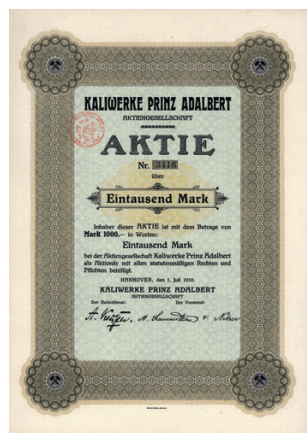 KALIWERKE PRINZ ADALBERT
AKTIENGESELLSCHAFT
AKTIE
Nr. 3416
über
Eintausend Mark
Inhaber dieser AKTIE ist mit dem Betrage von
Mark 1000.— in Worten:
Eintausend Mark
bei der Aktiengesellschaft Kaliwerke Prinz Adalbert
als Aktionär mit allen statutenmäßigen Rechten und
Pflichten beteiligt.
HANNOVER, den 1. Juli 1910.
KALIWERKE PRINZ ADALBERT
AKTIENGESELLSCHAFT
Der Aufsichtsrat: Der Vorstand: